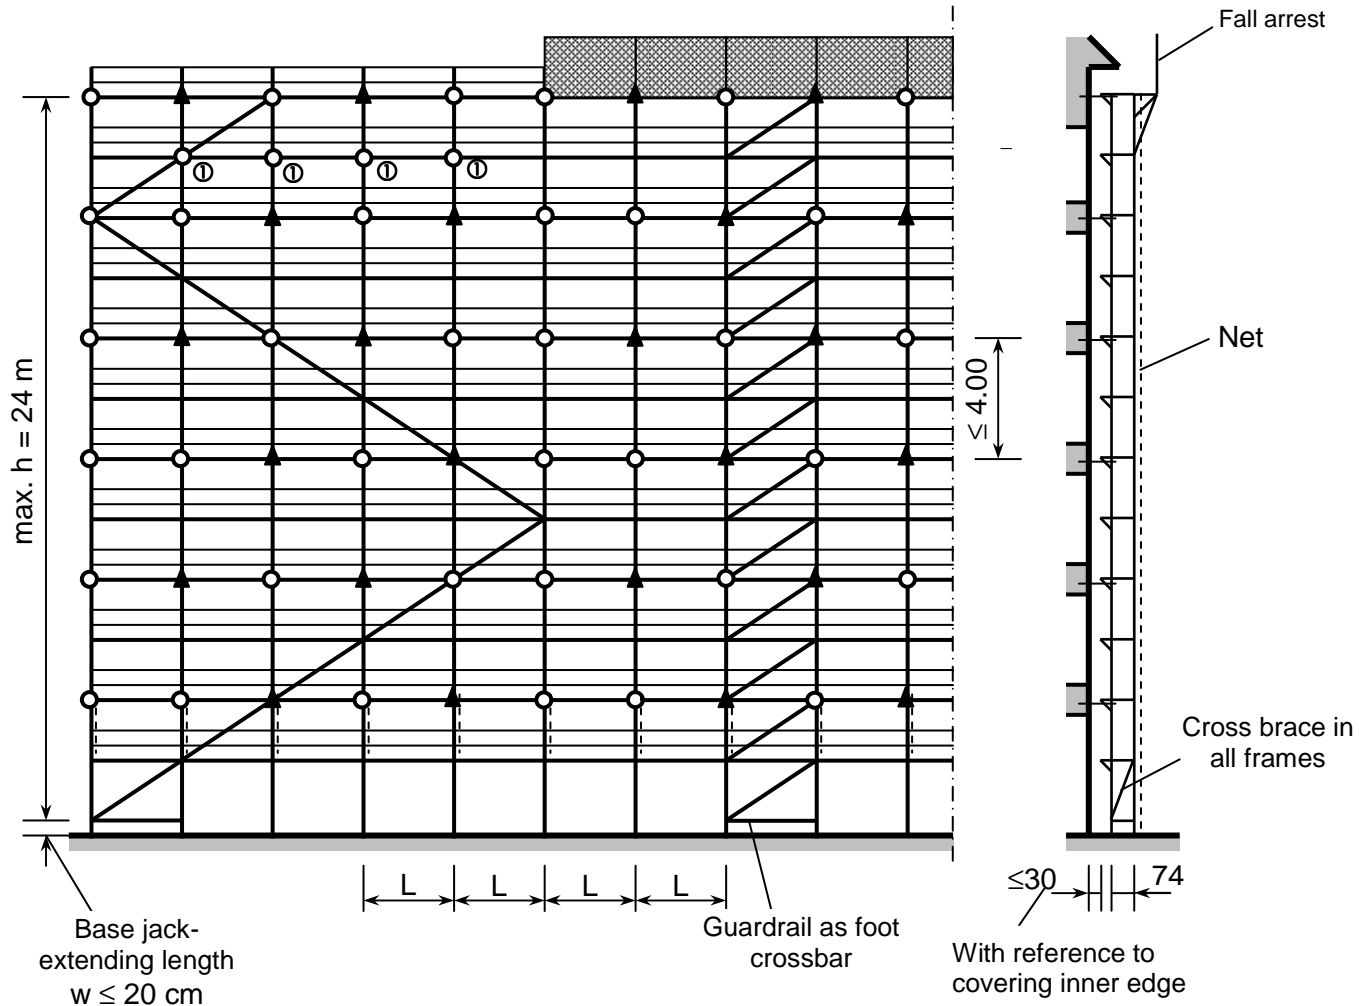 Fall arrest
① ① ① ①
max. h = 24 m
≤ 4.00
Net
Cross brace in
all frames
L L L L
≤30 74
Base jack-
extending length
w ≤ 20 cm
Guardrail as foot
crossbar
With reference to
covering inner edge